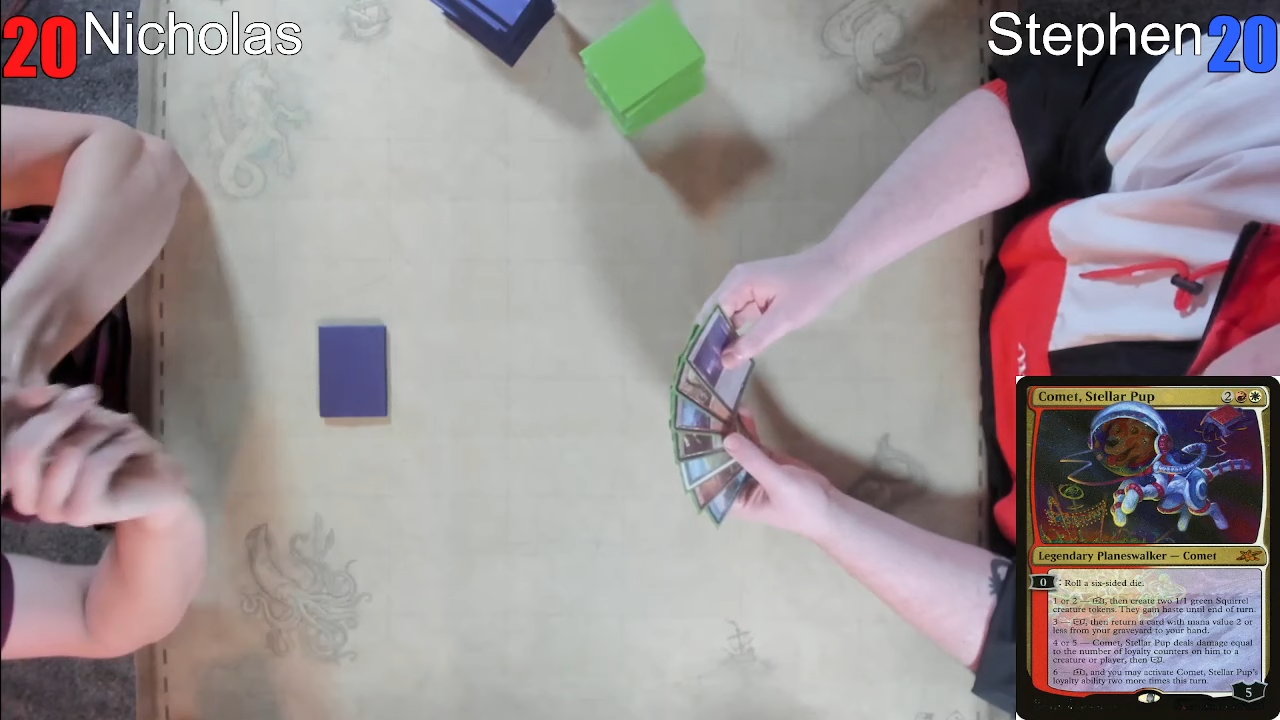 20 Nicholas
Stephen 20
Comet, Stellar Pup
2
Legendary Planeswalker — Comet
0 : Roll a six-sided die.
1 or 2 — , then create two 1/1 green Squirrel
creature tokens. They gain haste until end of turn.
3 — , then return a card with mana value 2 or
less from your graveyard to your hand.
4 or 5 — Comet, Stellar Pup deals damage equal
to the number of loyalty counters on him to a
creature or player, then
6 — , and you may activate Comet, Stellar Pup's
loyalty ability two more times this turn.
5